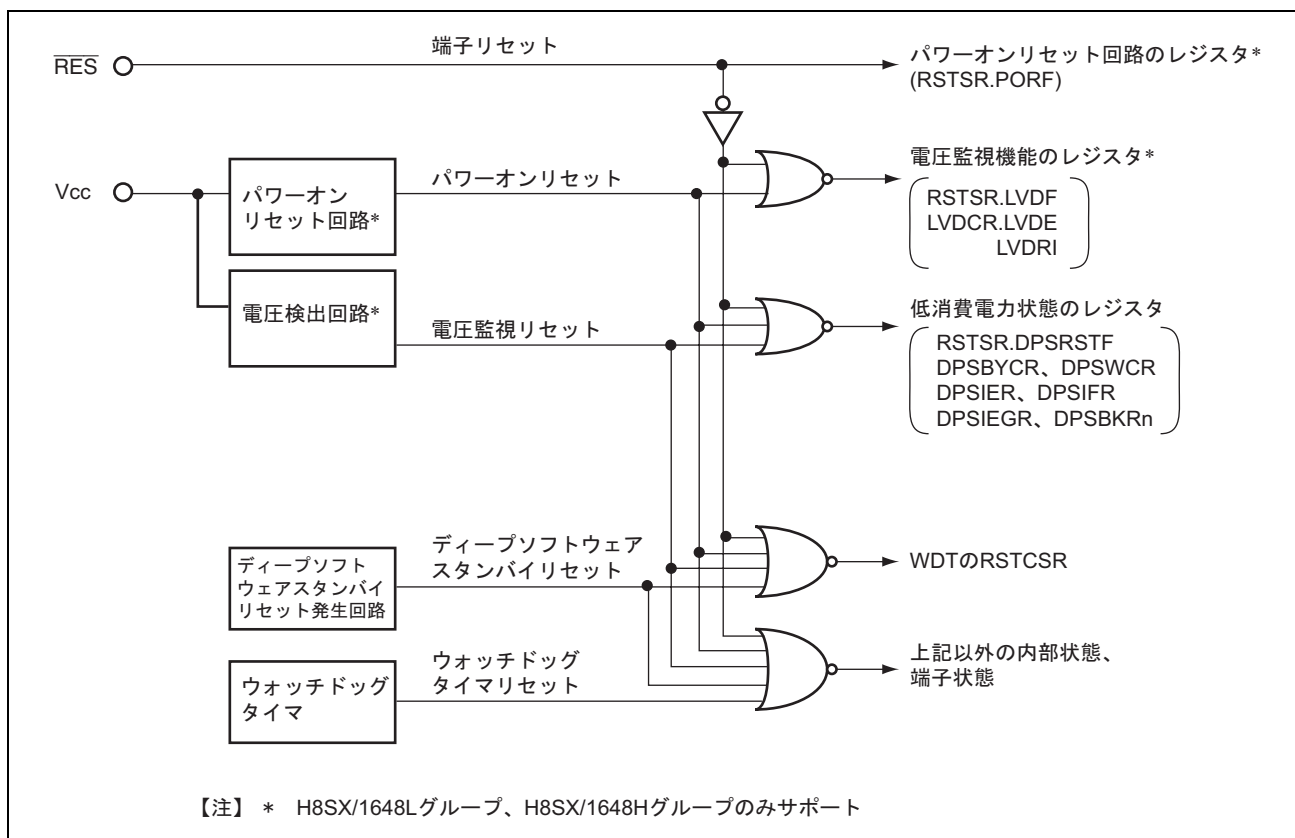 端子リセット
RES
パワーオンリセット回路のレジスタ*
(RSTSR.PORF)
Vcc
パワーオン
リセット回路*
パワーオンリセット
電圧監視機能のレジスタ*
RSTSR.LVDF
LVDCR.LVDE
LVDRI
電圧検出回路*
電圧監視リセット
低消費電力状態のレジスタ
RSTSR.DPSRSTF
DPSBYCR、DPSWCR
DPSIER、DPSIFR
DPSIEGR、DPSBKRn
ディープソフト
ウェアスタンバイ
リセット発生回路
ディープソフトウェア
スタンバイリセット
WDTのRSTCSR
ウォッチドッグ
タイマ
ウォッチドッグ
タイマリセット
上記以外の内部状態、
端子状態
【注】 * H8SX/1648Lグループ、H8SX/1648Hグループのみサポート